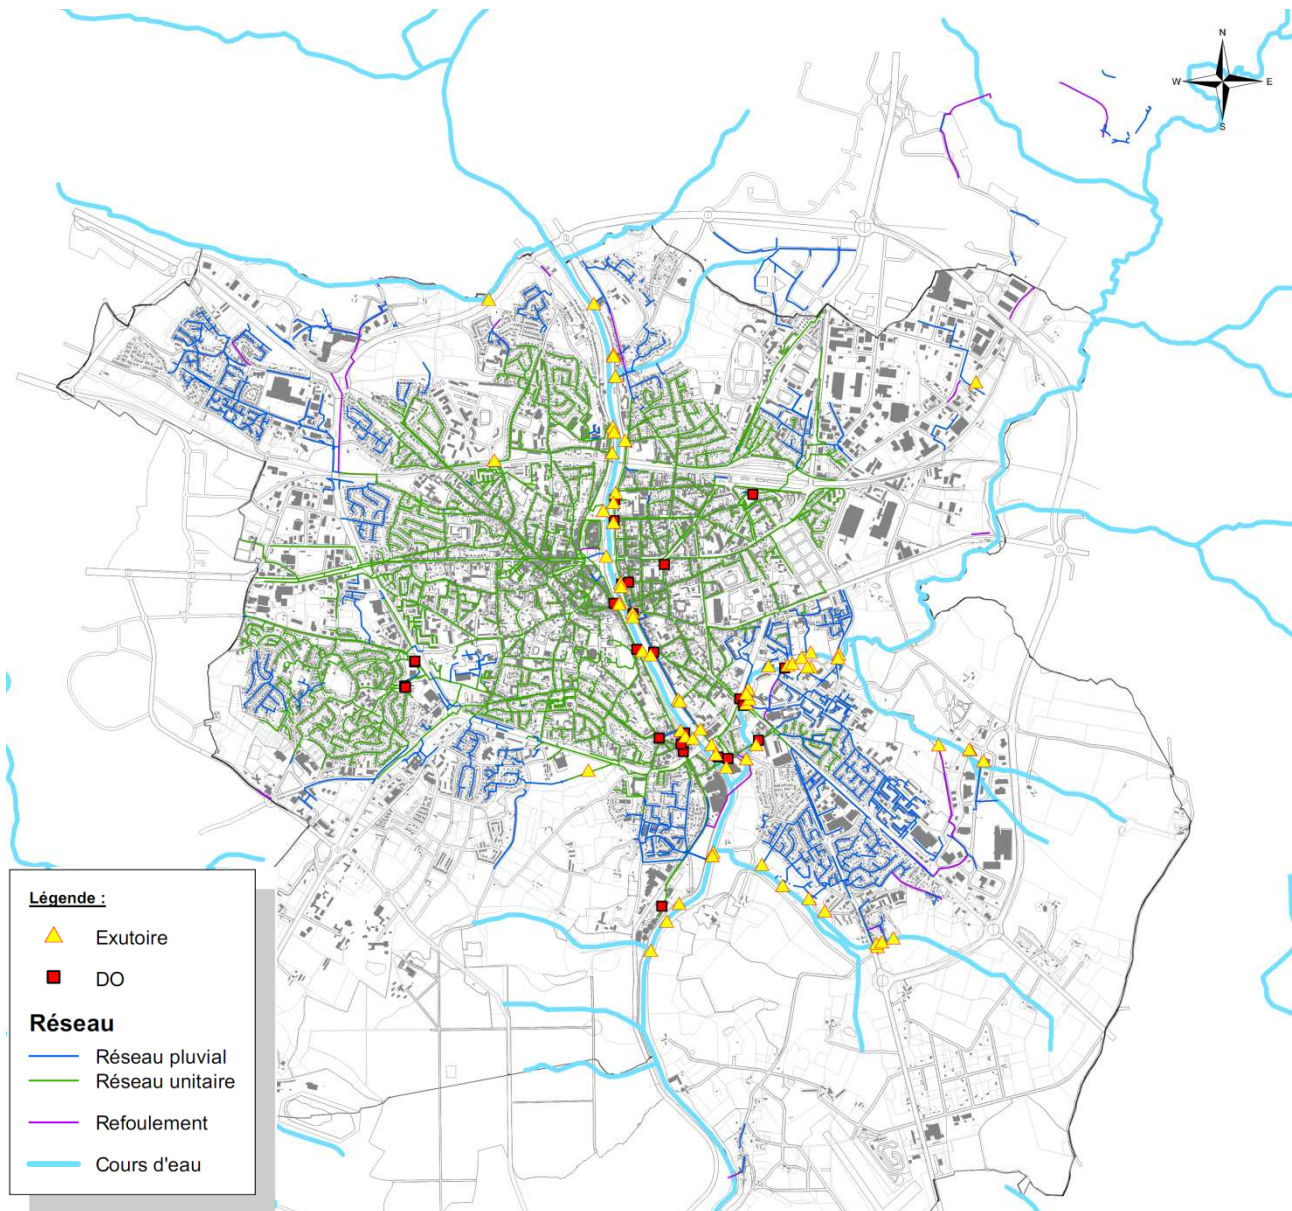 N
W
E
S
Légende :
Exutoire
DO
Réseau
Réseau pluvial
Réseau unitaire
Refoulement
Cours d'eau